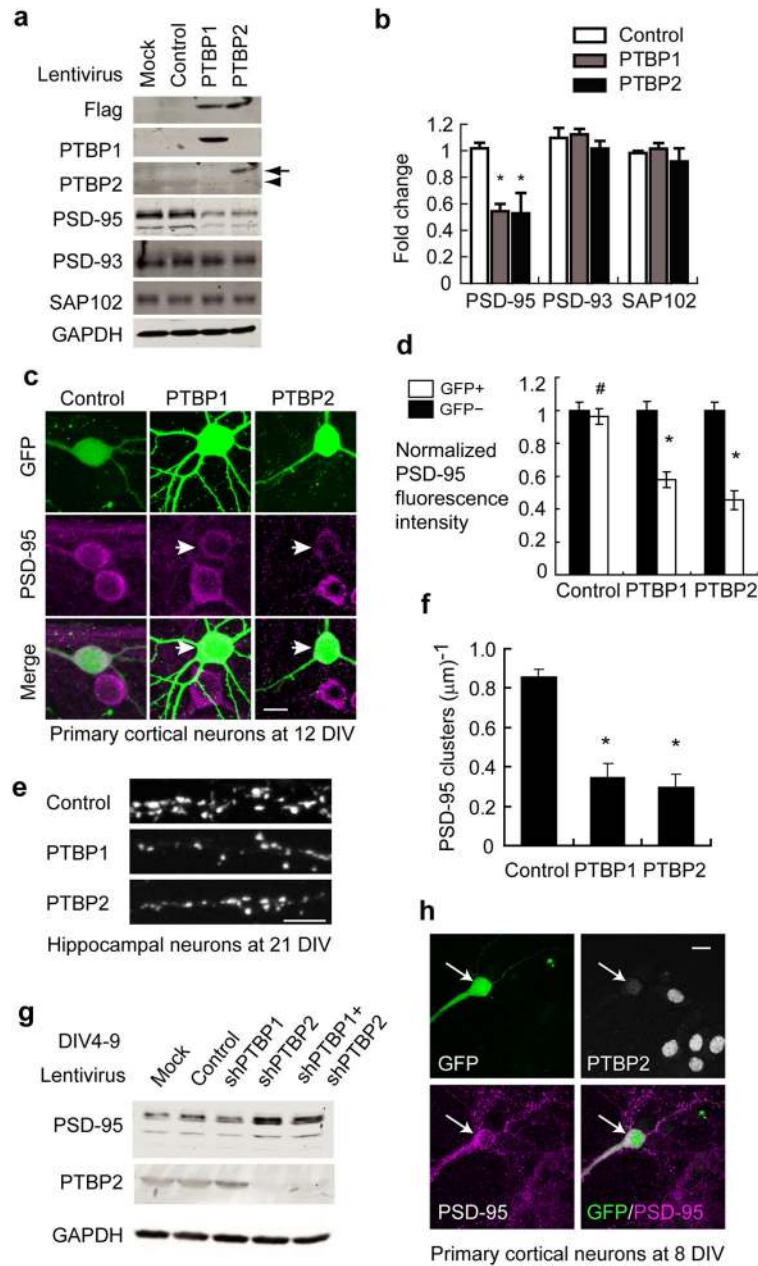 a
Lentivirus
Mock
Control
PTBP1
PTBP2
Flag
PTBP1
PTBP2
PSD-95
PSD-93
SAP102
GAPDH
b
Control
PTBP1
PTBP2
Fold change
1.2
1
0.8
0.6
0.4
0.2
0
* *
PSD-95 PSD-93 SAP102
c
Control PTBP1 PTBP2
GFP
PSD-95
Merge
Primary cortical neurons at 12 DIV
d
GFP+
GFP−
Normalized
PSD-95
fluorescence
intensity
1.2
1
0.8
0.6
0.4
0.2
0
#
*
*
Control PTBP1 PTBP2
e
Control
PTBP1
PTBP2
Hippocampal neurons at 21 DIV
f
PSD-95 clusters (μm)-1
1
0.8
0.6
0.4
0.2
0
* *
Control PTBP1 PTBP2
g
DIV4-9
Lentivirus
Mock
Control
shPTBP1
shPTBP2
shPTBP1+
shPTBP2
PSD-95
PTBP2
GAPDH
h
GFP
PTBP2
PSD-95
GFP/PSD-95
Primary cortical neurons at 8 DIV